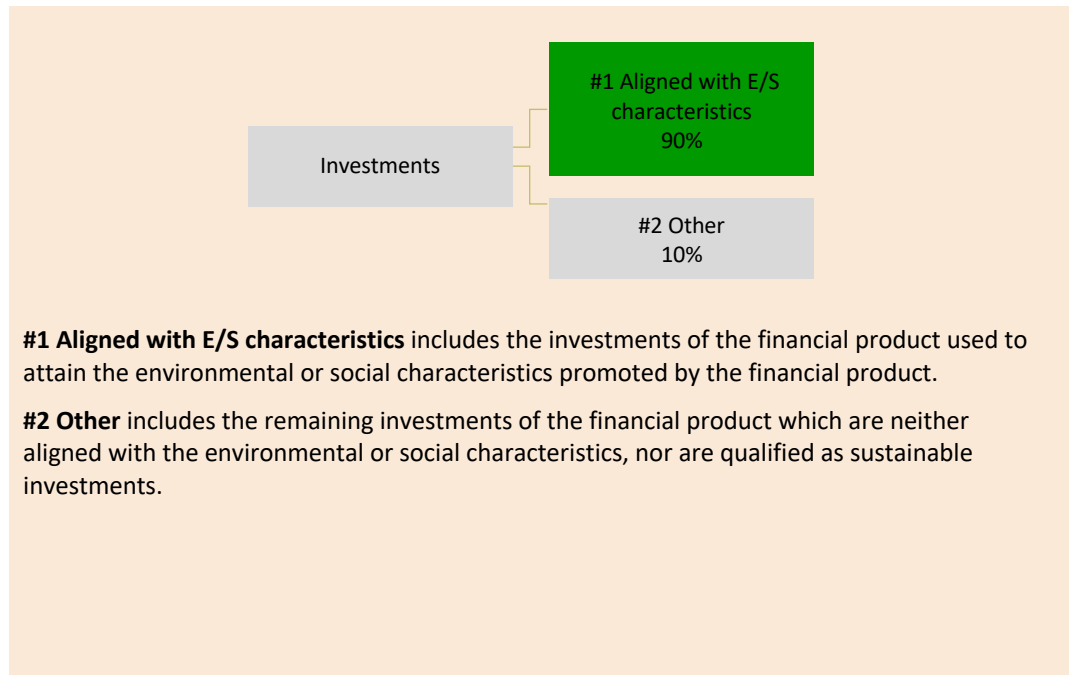 #1 Aligned with E/S
characteristics
90%
Investments
#2 Other
10%
#1 Aligned with E/S characteristics includes the investments of the financial product used to
attain the environmental or social characteristics promoted by the financial product.
#2 Other includes the remaining investments of the financial product which are neither
aligned with the environmental or social characteristics, nor are qualified as sustainable
investments.